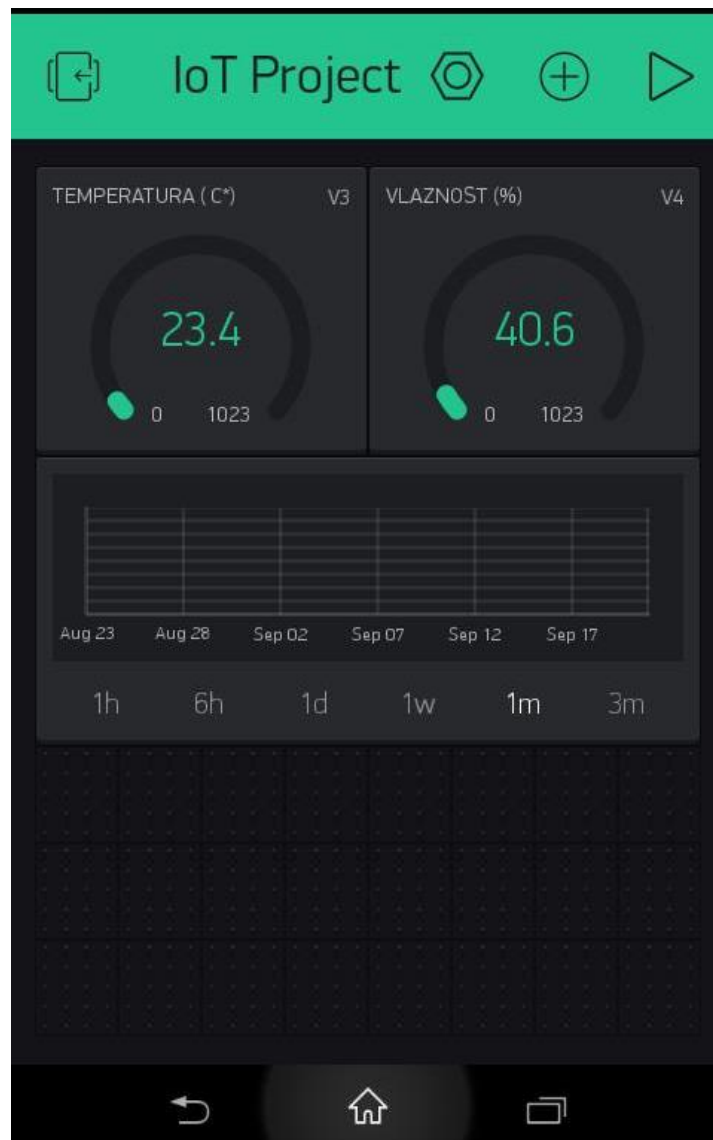 IoT Project
TEMPERATURA ( C*) V3
VLAZNOST (%) V4
23.4
40.6
0 1023
0 1023
Aug 23 Aug 28 Sep 02 Sep 07 Sep 12 Sep 17
1h 6h 1d 1w 1m 3m